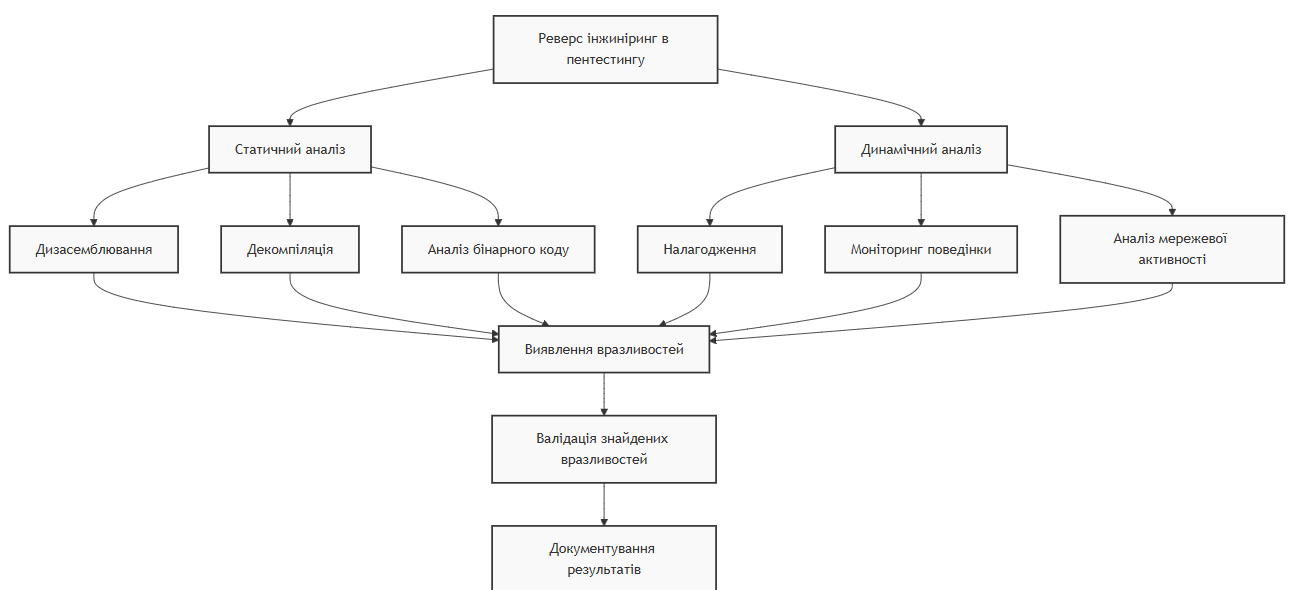 Реверс інжиніринг в
пентестингу
Статичний аналіз
Динамічний аналіз
Дизасемблювання
Декомпіляція
Аналіз бінарного коду
Налагодження
Моніторинг поведінки
Аналіз мережевої
активності
Виявлення вразливостей
Валідація знайдених
вразливостей
Документування
результатів